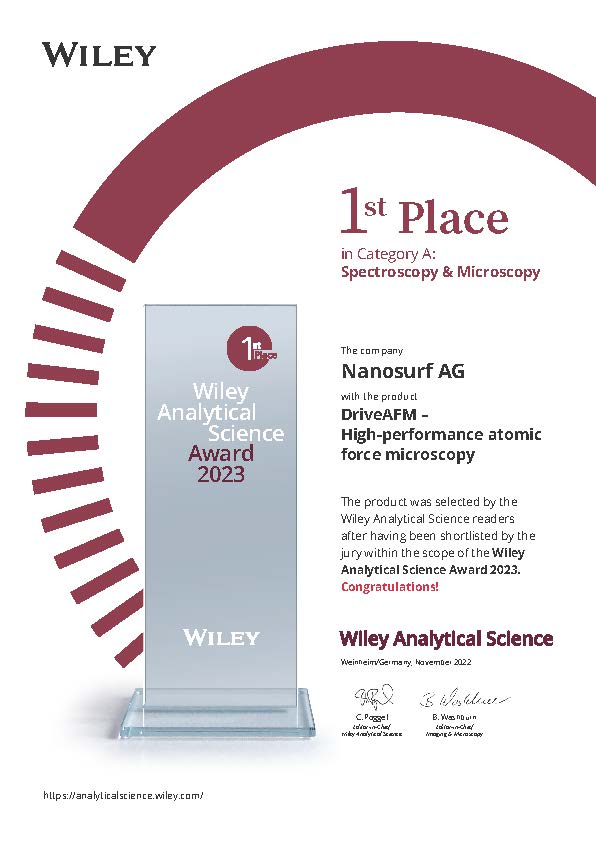 WILEY
1st Place
in Category A:
Spectroscopy & Microscopy
1st
Place
Wiley
Analytical
Science
Award
2023
WILEY
The company
Nanosurf AG
with the product
DriveAFM –
High-performance atomic
force microscopy
The product was selected by the
Wiley Analytical Science readers
after having been shortlisted by the
jury within the scope of the Wiley
Analytical Science Award 2023.
Congratulations!
Wiley Analytical Science
Weinheim/Germany, November 2022
B. Washburn
C. Poggel
Editor-in-Chief
Wiley Analytical Science
B. Washburn
Editor-in-Chief
Imaging & Microscopy
https://analyticalscience.wiley.com/